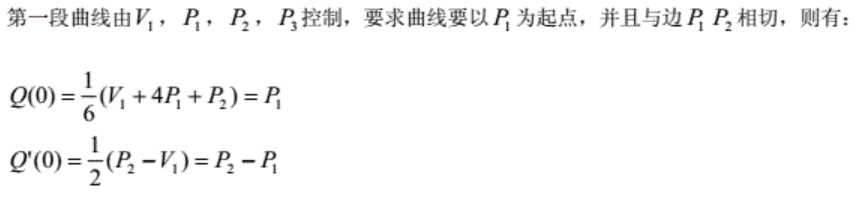 第一段曲线由V₁，P₁，P₂，P₃控制，要求曲线要以P₁为起点，并且与边P₁ P₂相切，则有：
Q(0) = 1/6(V₁ + 4P₁ + P₂) = P₁
Q'(0) = 1/2(P₂ − V₁) = P₂ − P₁